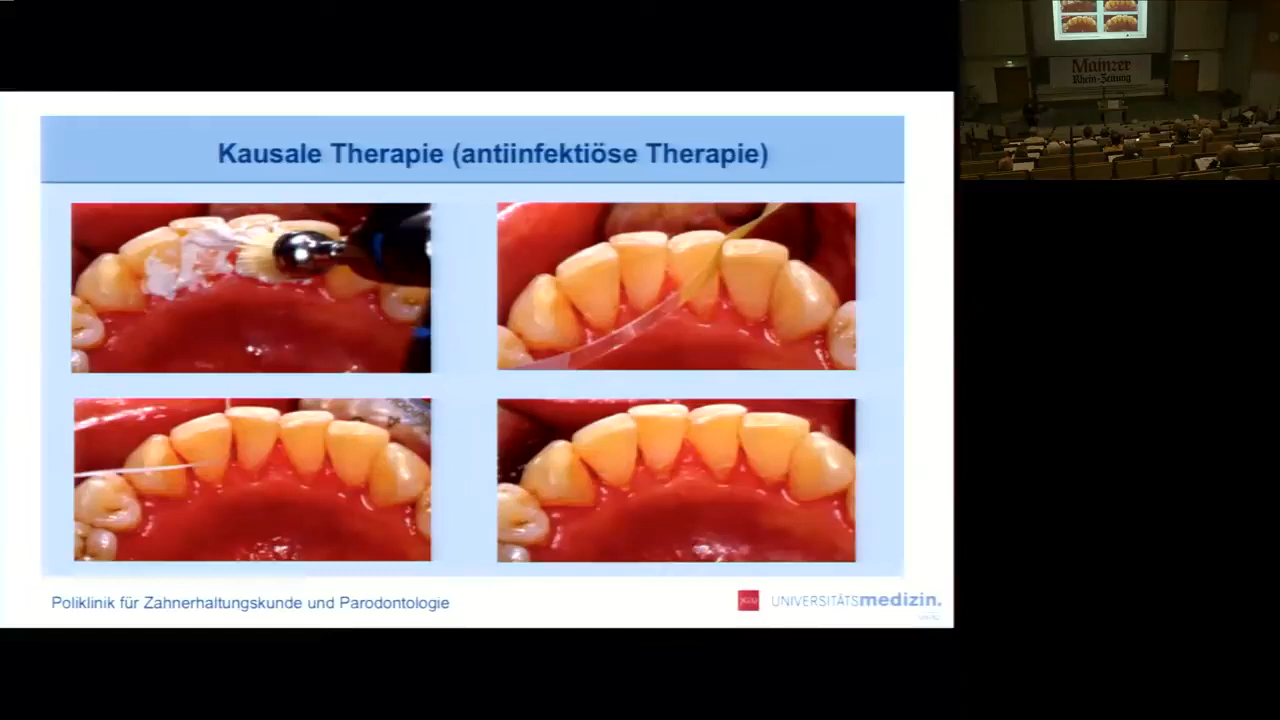 Kausale Therapie (antiinfektiöse Therapie)
Poliklinik für Zahnerhaltungskunde und Parodontologie
UNIVERSITÄTSmedizin.
Mainzer
Rhein-Zeitung